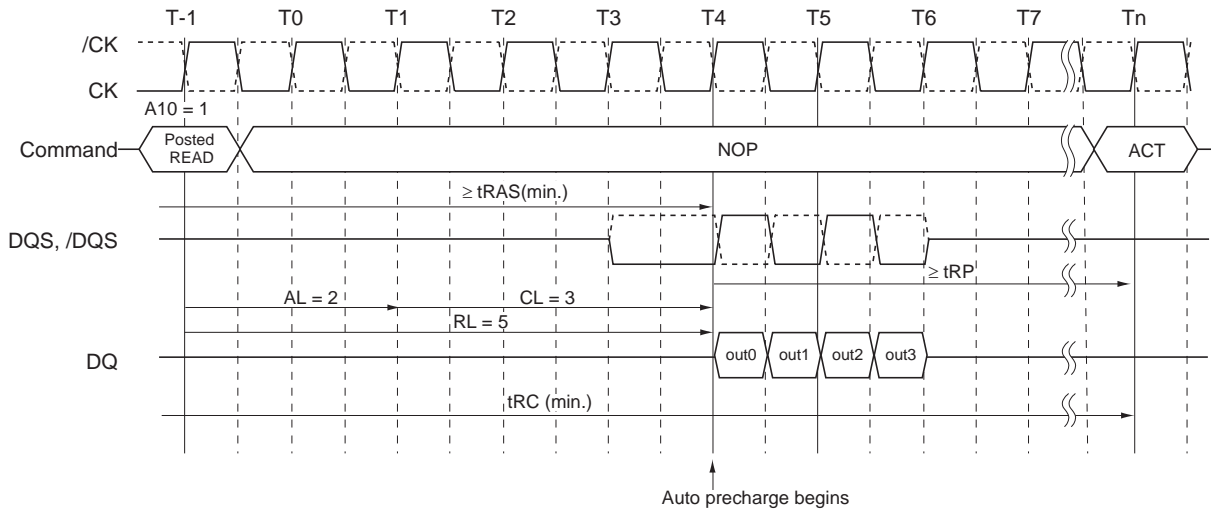 T-1 T0 T1 T2 T3 T4 T5 T6 T7 Tn
/CK
CK
A10 = 1
Command
Posted
READ
NOP
ACT
≥ tRAS(min.)
DQS, /DQS
≥ tRP
AL = 2
CL = 3
RL = 5
DQ
out0 out1 out2 out3
tRC (min.)
Auto precharge begins